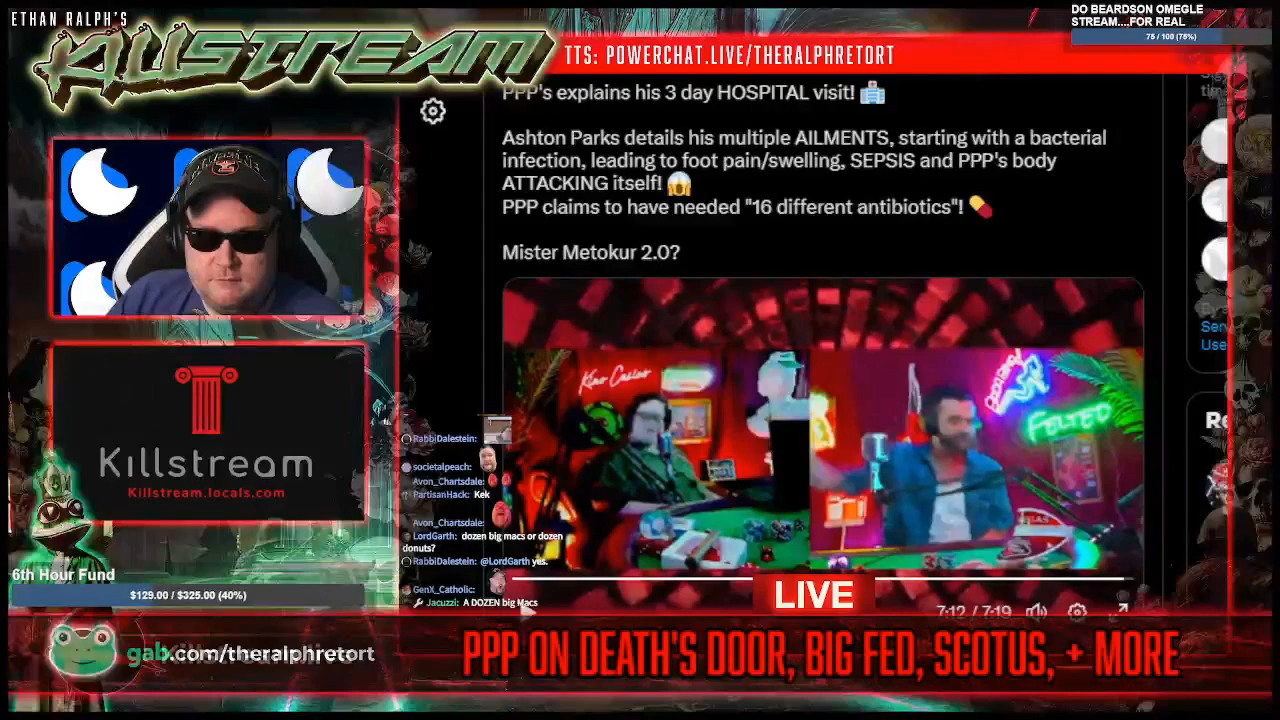 ETHAN RALPH'S
KILLSTREAM
TTS: POWERCHAT.LIVE/THERALPHRETORT
DO BEARDSON OMEGLE
STREAM....FOR REAL
75 / 100 (75%)
PPP's explains his 3 day HOSPITAL visit! 🏥
Ashton Parks details his multiple AILMENTS, starting with a bacterial
infection, leading to foot pain/swelling, SEPSIS and PPP's body
ATTACKING itself! 😱
PPP claims to have needed "16 different antibiotics"! 💊
Mister Metokur 2.0?
Killstream
Killstream.locals.com
Kino Casino
FELTED
RabbiDalestein:
societalpeach:
Avon_Chartsdale:
PartisanHack: Kek
Avon_Chartsdale:
LordGarth: dozen big macs or dozen
donuts?
RabbiDalestein: @LordGarth yes.
GenX_Catholic:
Jacuzzi: A DOZEN big Macs
Ser
Use
Re
6th Hour Fund
$129.00 / $325.00 (40%)
LIVE
7:12 / 7:19
gab.com/theralphretort
PPP ON DEATH'S DOOR, BIG FED, SCOTUS, + MORE